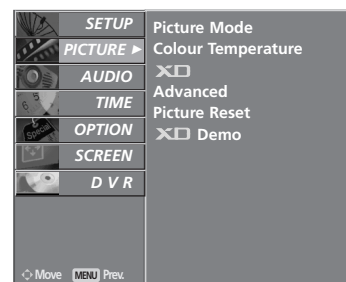 SETUP
PICTURE ►
AUDIO
TIME
OPTION
SCREEN
D V R
Picture Mode
Colour Temperature
XD
Advanced
Picture Reset
XD Demo
Move MENU Prev.